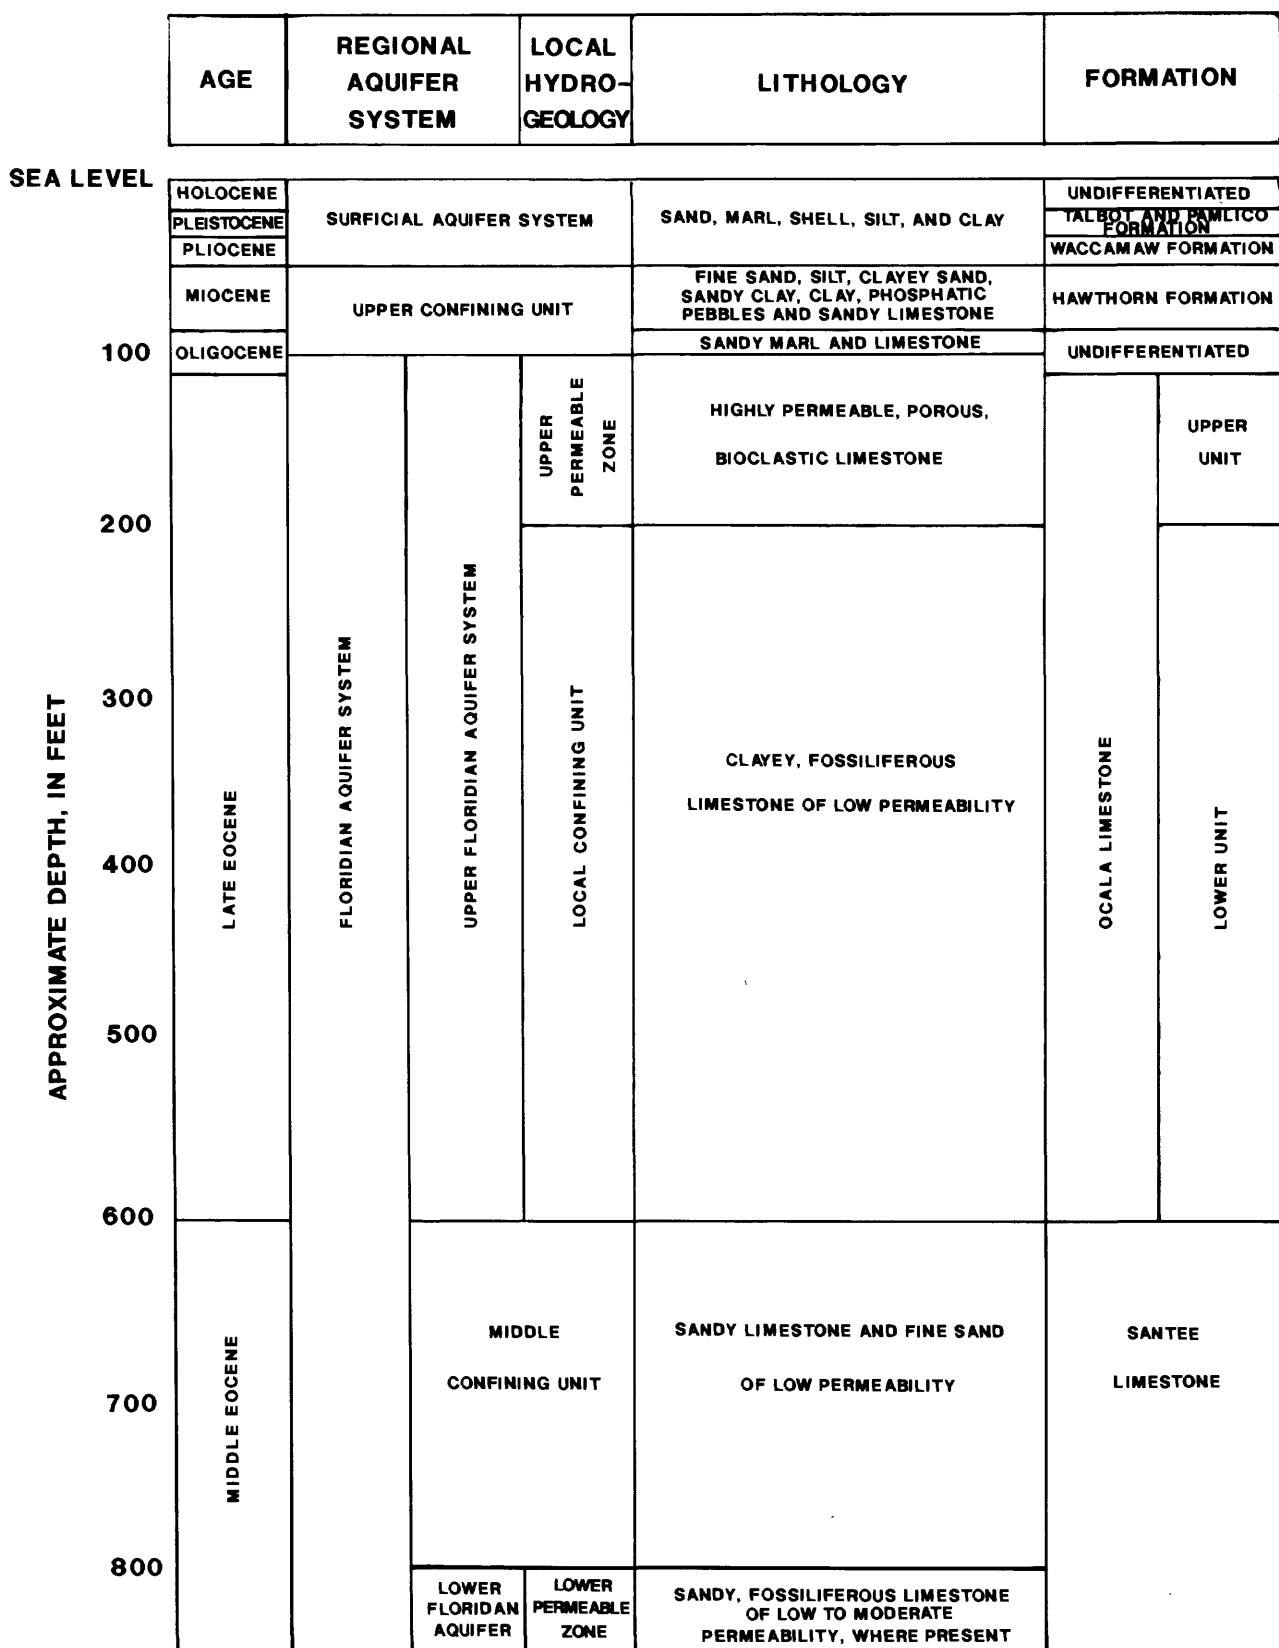 AGE
REGIONAL
AQUIFER
SYSTEM
LOCAL
HYDRO-
GEOLOGY
LITHOLOGY
FORMATION
SEA LEVEL
HOLOCENE
PLEISTOCENE
PLIOCENE
SURFICIAL AQUIFER SYSTEM
SAND, MARL, SHELL, SILT, AND CLAY
UNDIFFERENTIATED
TALBOT AND PAMLICO
FORMATION
WACCAMAW FORMATION
MIOCENE
UPPER CONFINING UNIT
FINE SAND, SILT, CLAYEY SAND,
SANDY CLAY, CLAY, PHOSPHATIC
PEBBLES AND SANDY LIMESTONE
HAWTHORN FORMATION
100
OLIGOCENE
SANDY MARL AND LIMESTONE
UNDIFFERENTIATED
UPPER
PERMEABLE
ZONE
HIGHLY PERMEABLE, POROUS,
BIOCLASTIC LIMESTONE
UPPER
UNIT
200
300
400
500
600
700
800
APPROXIMATE DEPTH, IN FEET
LATE EOCENE
FLORIDIAN AQUIFER SYSTEM
UPPER FLORIDIAN AQUIFER SYSTEM
LOCAL CONFINING UNIT
CLAYEY, FOSSILIFEROUS
LIMESTONE OF LOW PERMEABILITY
OCALA LIMESTONE
LOWER UNIT
MIDDLE EOCENE
MIDDLE
CONFINING UNIT
SANDY LIMESTONE AND FINE SAND
OF LOW PERMEABILITY
SANTEE
LIMESTONE
LOWER
FLORIDAN
AQUIFER
LOWER
PERMEABLE
ZONE
SANDY, FOSSILIFEROUS LIMESTONE
OF LOW TO MODERATE
PERMEABILITY, WHERE PRESENT